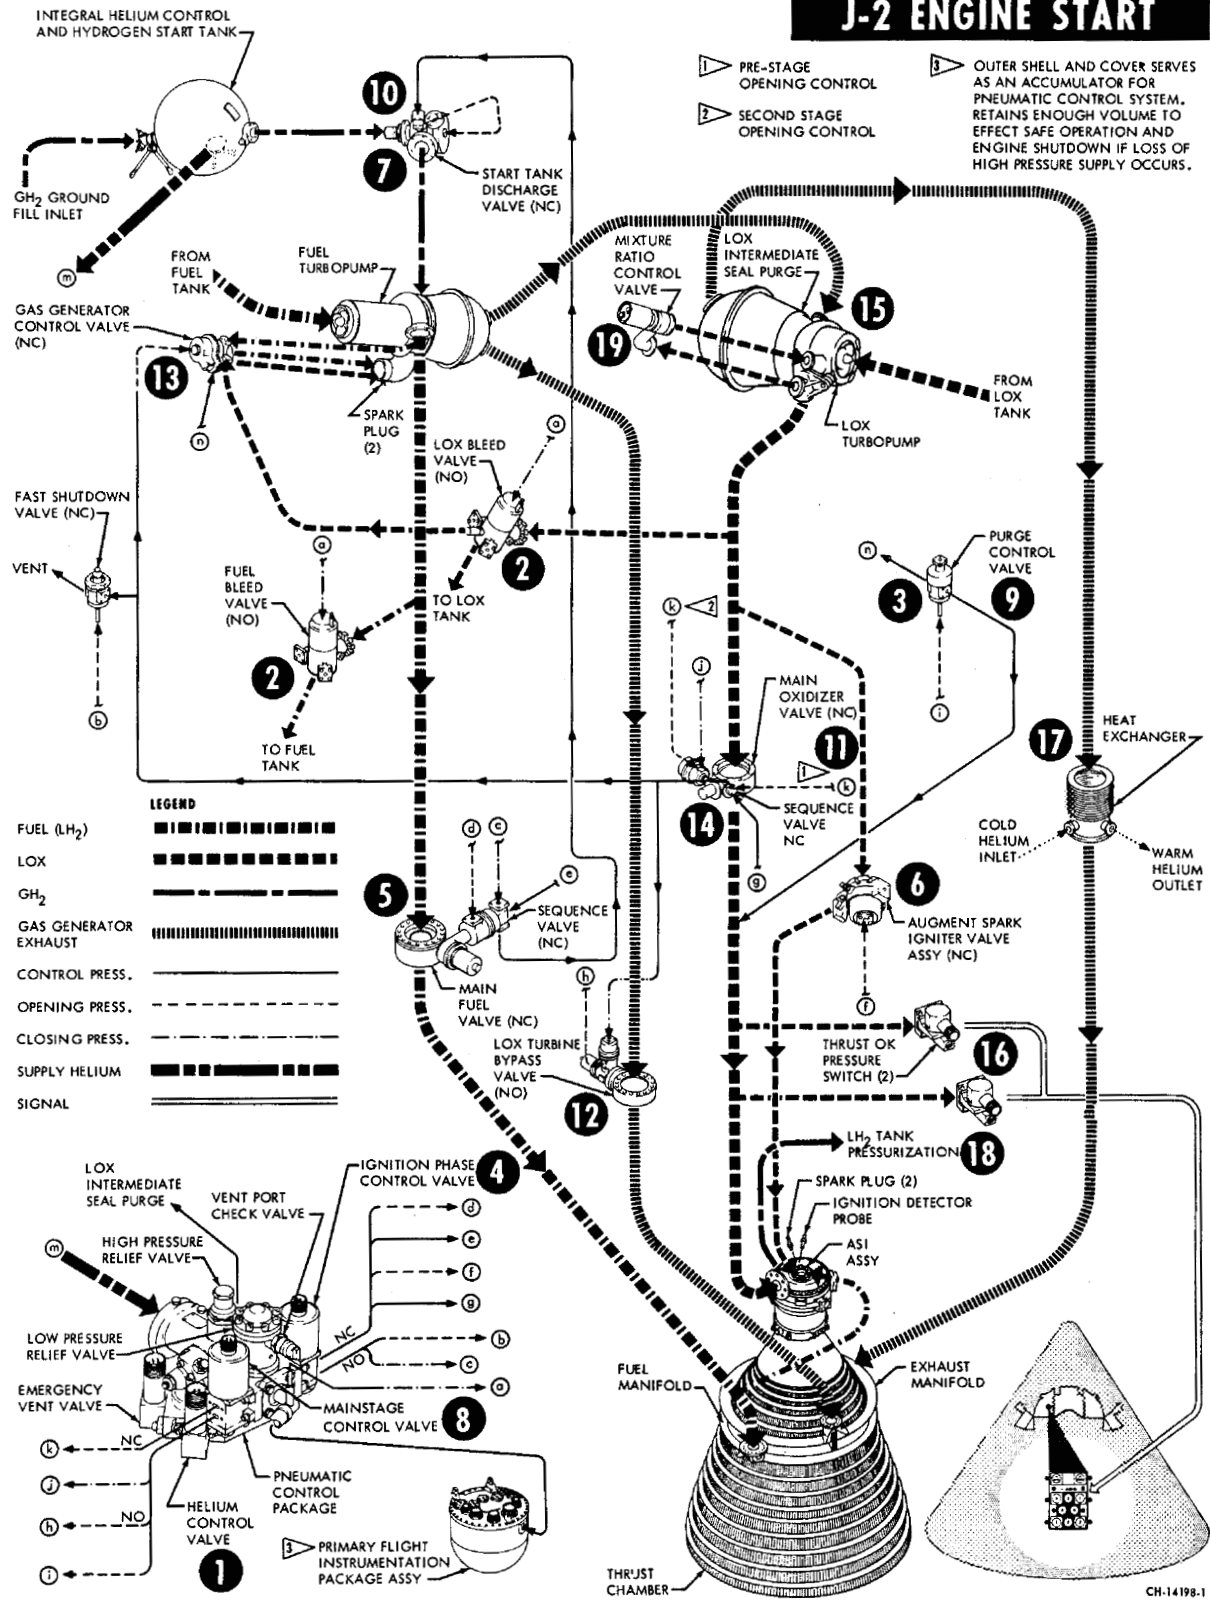 J-2 ENGINE START
INTEGRAL HELIUM CONTROL
AND HYDROGEN START TANK
1
PRE-STAGE
OPENING CONTROL
2
SECOND STAGE
OPENING CONTROL
3
OUTER SHELL AND COVER SERVES
AS AN ACCUMULATOR FOR
PNEUMATIC CONTROL SYSTEM.
RETAINS ENOUGH VOLUME TO
EFFECT SAFE OPERATION AND
ENGINE SHUTDOWN IF LOSS OF
HIGH PRESSURE SUPPLY OCCURS.
10
7
START TANK
DISCHARGE
VALVE (NC)
GH2 GROUND
FILL INLET
m
FROM
FUEL
TANK
FUEL
TURBOPUMP
MIXTURE
RATIO
CONTROL
VALVE
LOX
INTERMEDIATE
SEAL PURGE
15
19
GAS GENERATOR
CONTROL VALVE
(NC)
13
n
SPARK
PLUG
(2)
FROM
LOX
TANK
LOX
TURBOPUMP
LOX BLEED
VALVE
(NO)
a
2
TO LOX
TANK
FAST SHUTDOWN
VALVE (NC)
VENT
b
a
FUEL
BLEED
VALVE
(NO)
2
TO FUEL
TANK
n
PURGE
CONTROL
VALVE
3
9
i
k
2
j
MAIN
OXIDIZER
VALVE (NC)
11
1
k
14
SEQUENCE
VALVE
NC
g
17
HEAT
EXCHANGER
COLD
HELIUM
INLET
WARM
HELIUM
OUTLET
LEGEND
FUEL (LH2)
LOX
GH2
GAS GENERATOR
EXHAUST
CONTROL PRESS.
OPENING PRESS.
CLOSING PRESS.
SUPPLY HELIUM
SIGNAL
d
c
e
5
SEQUENCE
VALVE
(NC)
MAIN
FUEL
VALVE (NC)
h
LOX TURBINE
BYPASS
VALVE
(NO)
12
6
AUGMENT SPARK
IGNITER VALVE
ASSY (NC)
f
THRUST OK
PRESSURE
SWITCH (2)
16
LH2 TANK
PRESSURIZATION
18
SPARK PLUG (2)
IGNITION DETECTOR
PROBE
ASI
ASSY
LOX
INTERMEDIATE
SEAL PURGE
VENT PORT
CHECK VALVE
IGNITION PHASE
CONTROL VALVE
4
m
HIGH PRESSURE
RELIEF VALVE
d
e
f
g
NC
b
NO
c
a
LOW PRESSURE
RELIEF VALVE
EMERGENCY
VENT VALVE
MAINSTAGE
CONTROL VALVE
8
k
NC
j
h
NO
i
HELIUM
CONTROL
VALVE
1
PNEUMATIC
CONTROL
PACKAGE
3
PRIMARY FLIGHT
INSTRUMENTATION
PACKAGE ASSY
FUEL
MANIFOLD
EXHAUST
MANIFOLD
THRUST
CHAMBER
CH-14198-1